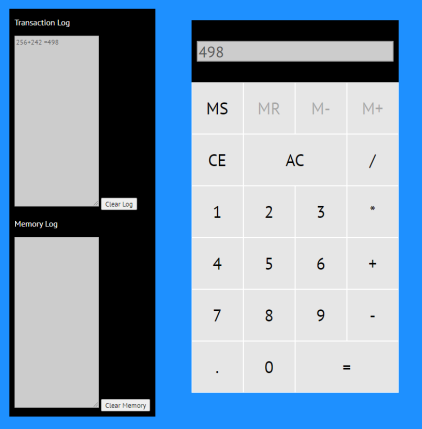 Transaction Log
256+242 =498
Clear Log
Memory Log
Clear Memory
498
MS MR M- M+
CE AC /
1 2 3 *
4 5 6 +
7 8 9 -
. 0 =